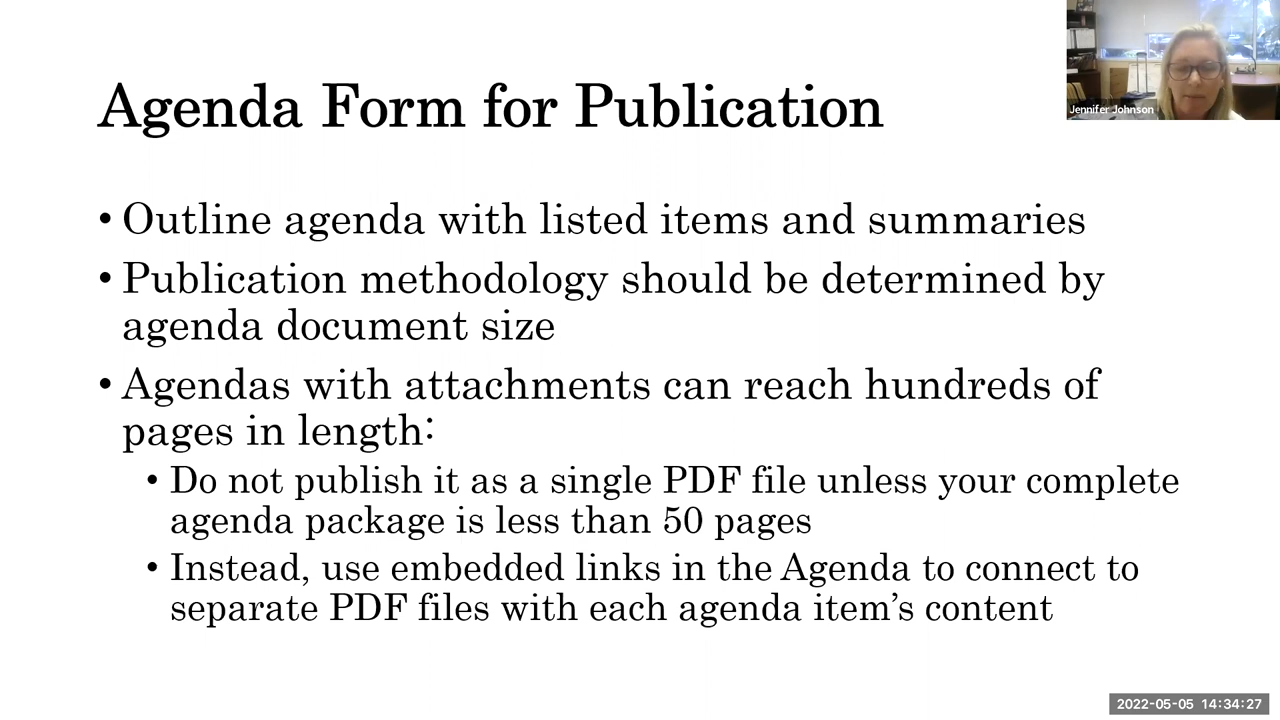 Agenda Form for Publication
Jennifer Johnson
• Outline agenda with listed items and summaries
• Publication methodology should be determined by
agenda document size
• Agendas with attachments can reach hundreds of
pages in length:
• Do not publish it as a single PDF file unless your complete
agenda package is less than 50 pages
• Instead, use embedded links in the Agenda to connect to
separate PDF files with each agenda item’s content
2022-05-05 14:34:27